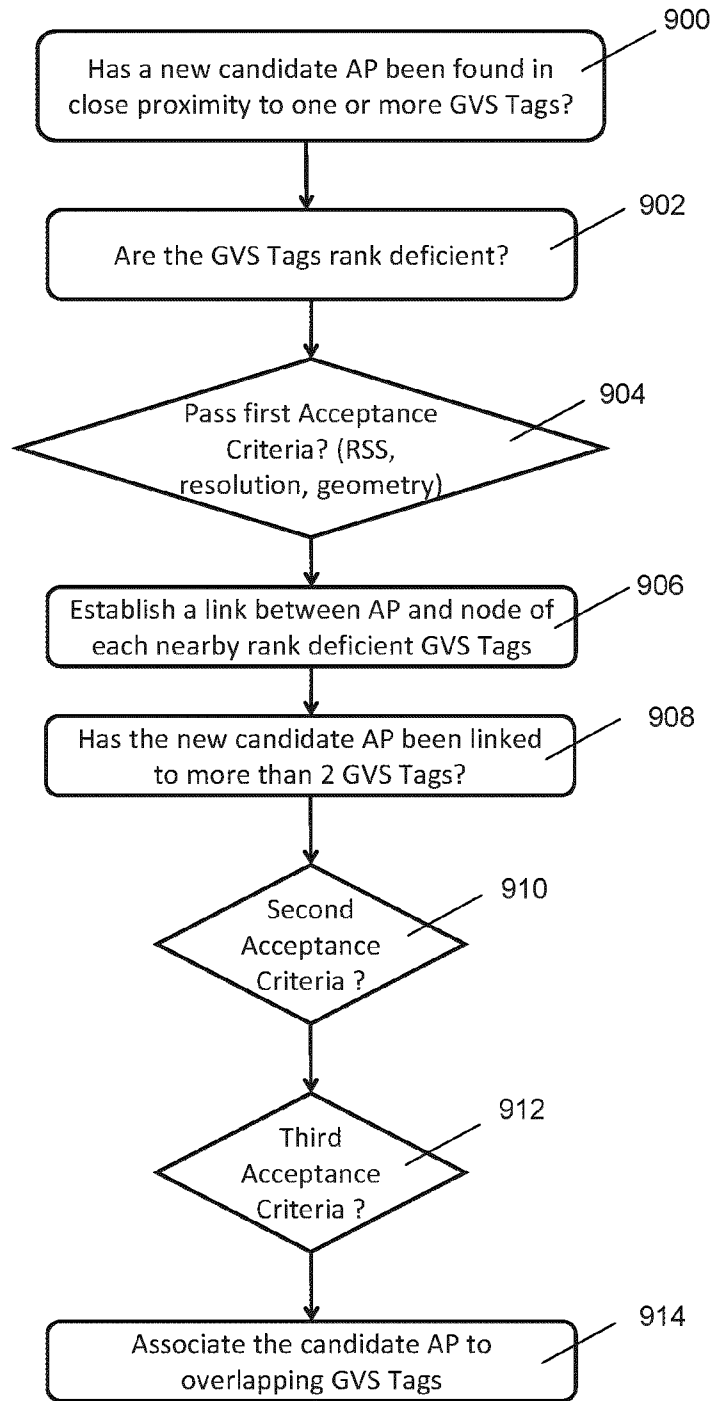 900
Has a new candidate AP been found in
close proximity to one or more GVS Tags?
902
Are the GVS Tags rank deficient?
904
Pass first Acceptance
Criteria? (RSS,
resolution, geometry)
906
Establish a link between AP and node of
each nearby rank deficient GVS Tags
908
Has the new candidate AP been linked
to more than 2 GVS Tags?
910
Second
Acceptance
Criteria ?
912
Third
Acceptance
Criteria ?
914
Associate the candidate AP to
overlapping GVS Tags